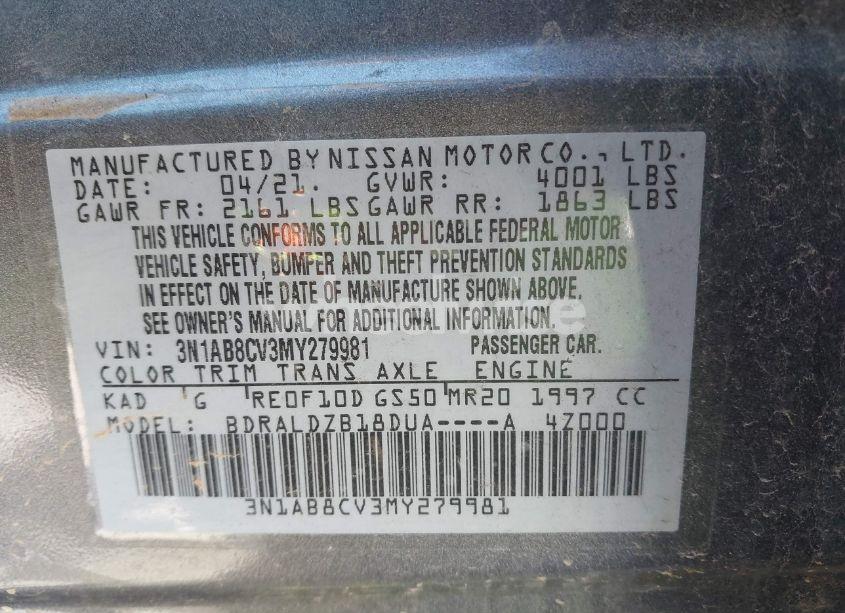 MANUFACTURED BY NISSAN MOTOR CO., LTD.
DATE: 04/21. GVWR: 4001 LBS
GAWR FR: 2161 LBS GAWR RR: 1863 LBS
THIS VEHICLE CONFORMS TO ALL APPLICABLE FEDERAL MOTOR
VEHICLE SAFETY, BUMPER AND THEFT PREVENTION STANDARDS
IN EFFECT ON THE DATE OF MANUFACTURE SHOWN ABOVE.
SEE OWNER'S MANUAL FOR ADDITIONAL INFORMATION.
VIN: 3N1AB8CV3MY279981 PASSENGER CAR.
COLOR TRIM TRANS AXLE ENGINE
KAD G RE0F10D GS50 MR20 1997 CC
MODEL: BDRALDZB18DUA----A 4Z000
3N1AB8CV3MY279981